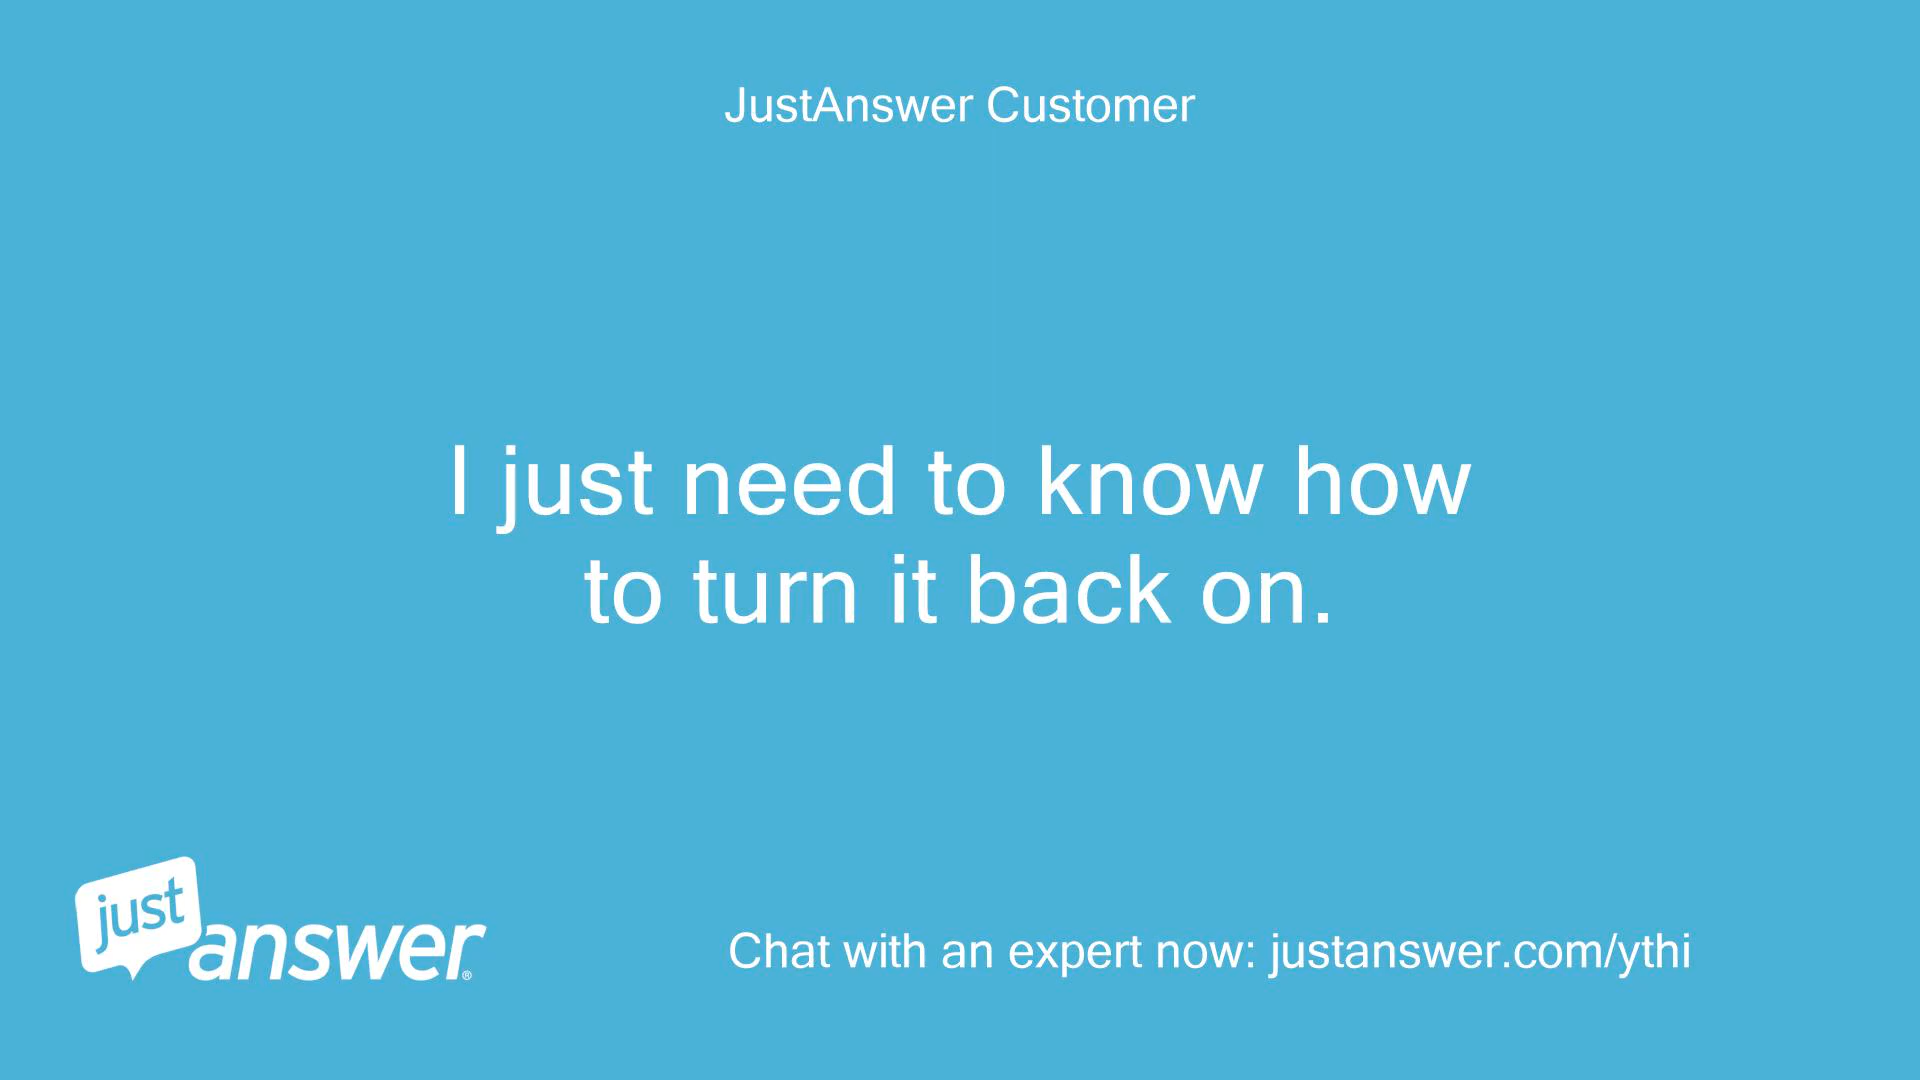 JustAnswer Customer
I just need to know how
to turn it back on.
just
answer®
Chat with an expert now: justanswer.com/ythi